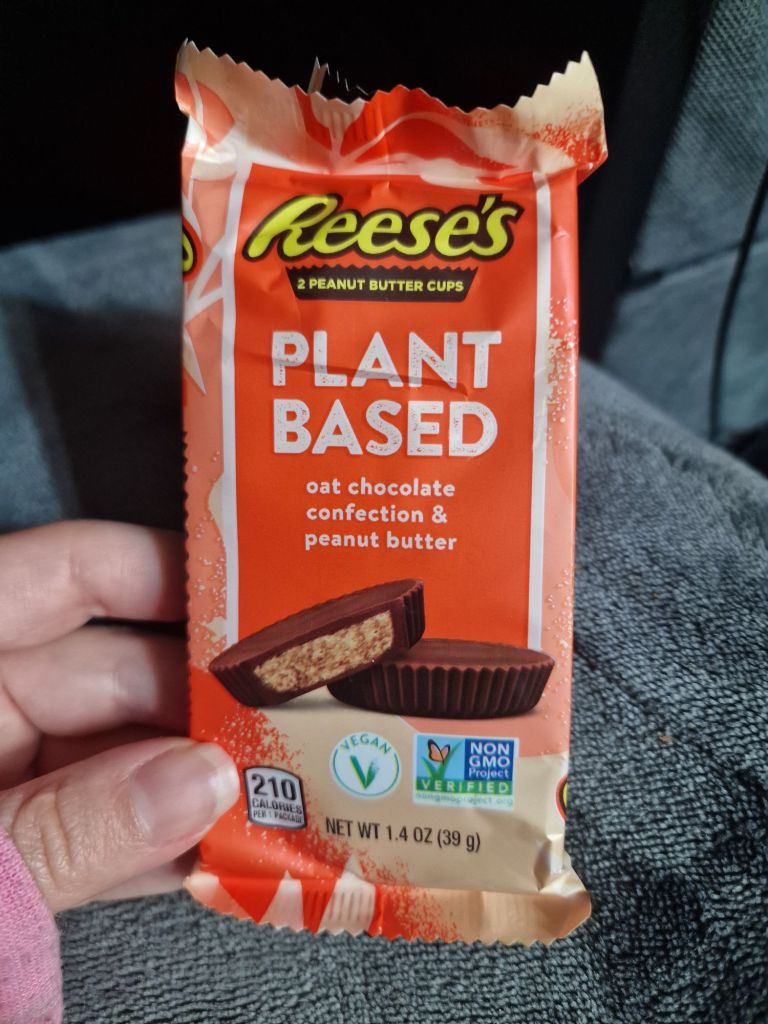 Reese's
2 PEANUT BUTTER CUPS
PLANT
BASED
oat chocolate
confection &
peanut butter
VEGAN
V
NON
GMO
Project
VERIFIED
nongmoproject.org
210
CALORIES
PER 1 PACKAGE
NET WT 1.4 OZ (39 g)